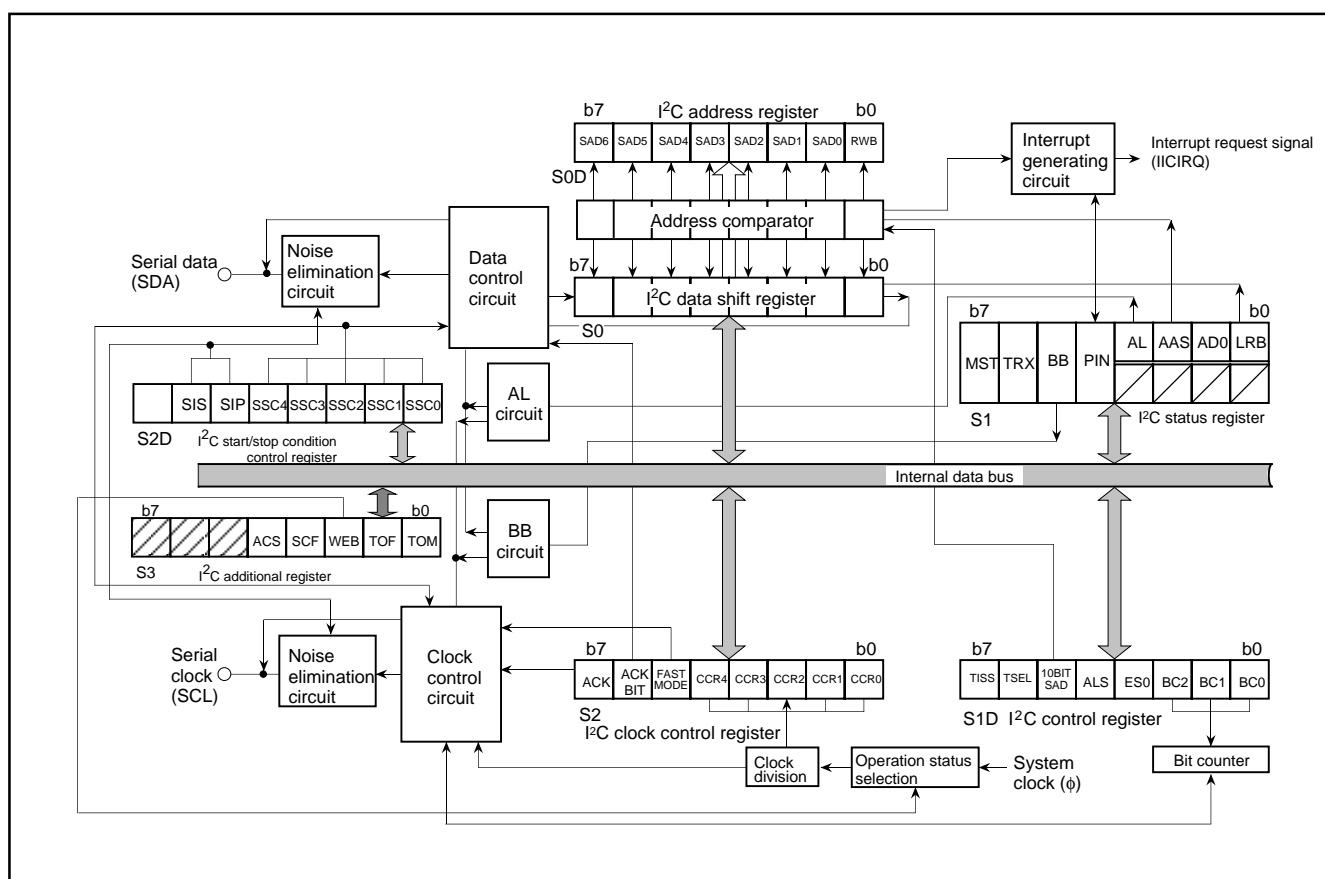 b7 I²C address register b0
SAD6 SAD5 SAD4 SAD3 SAD2 SAD1 SAD0 RWB
S0D
Interrupt
generating
circuit
Interrupt request signal
(IICIRQ)
Address comparator
Serial data
(SDA)
Noise
elimination
circuit
Data
control
circuit
b7 b0
I²C data shift register
S0
b7 b0
MST TRX BB PIN AL AAS AD0 LRB
S1 I²C status register
SIS SIP SSC4 SSC3 SSC2 SSC1 SSC0
S2D I²C start/stop condition
control register
AL
circuit
Internal data bus
b7 b0
ACS SCF WEB TOF TOM
S3 I²C additional register
BB
circuit
Serial
clock
(SCL)
Noise
elimination
circuit
Clock
control
circuit
b7 b0
ACK ACK BIT FAST MODE CCR4 CCR3 CCR2 CCR1 CCR0
S2
I²C clock control register
b7 b0
TISS TSEL 10BIT SAD ALS ES0 BC2 BC1 BC0
S1D I²C control register
Clock
division
Operation status
selection
System
clock (ϕ)
Bit counter